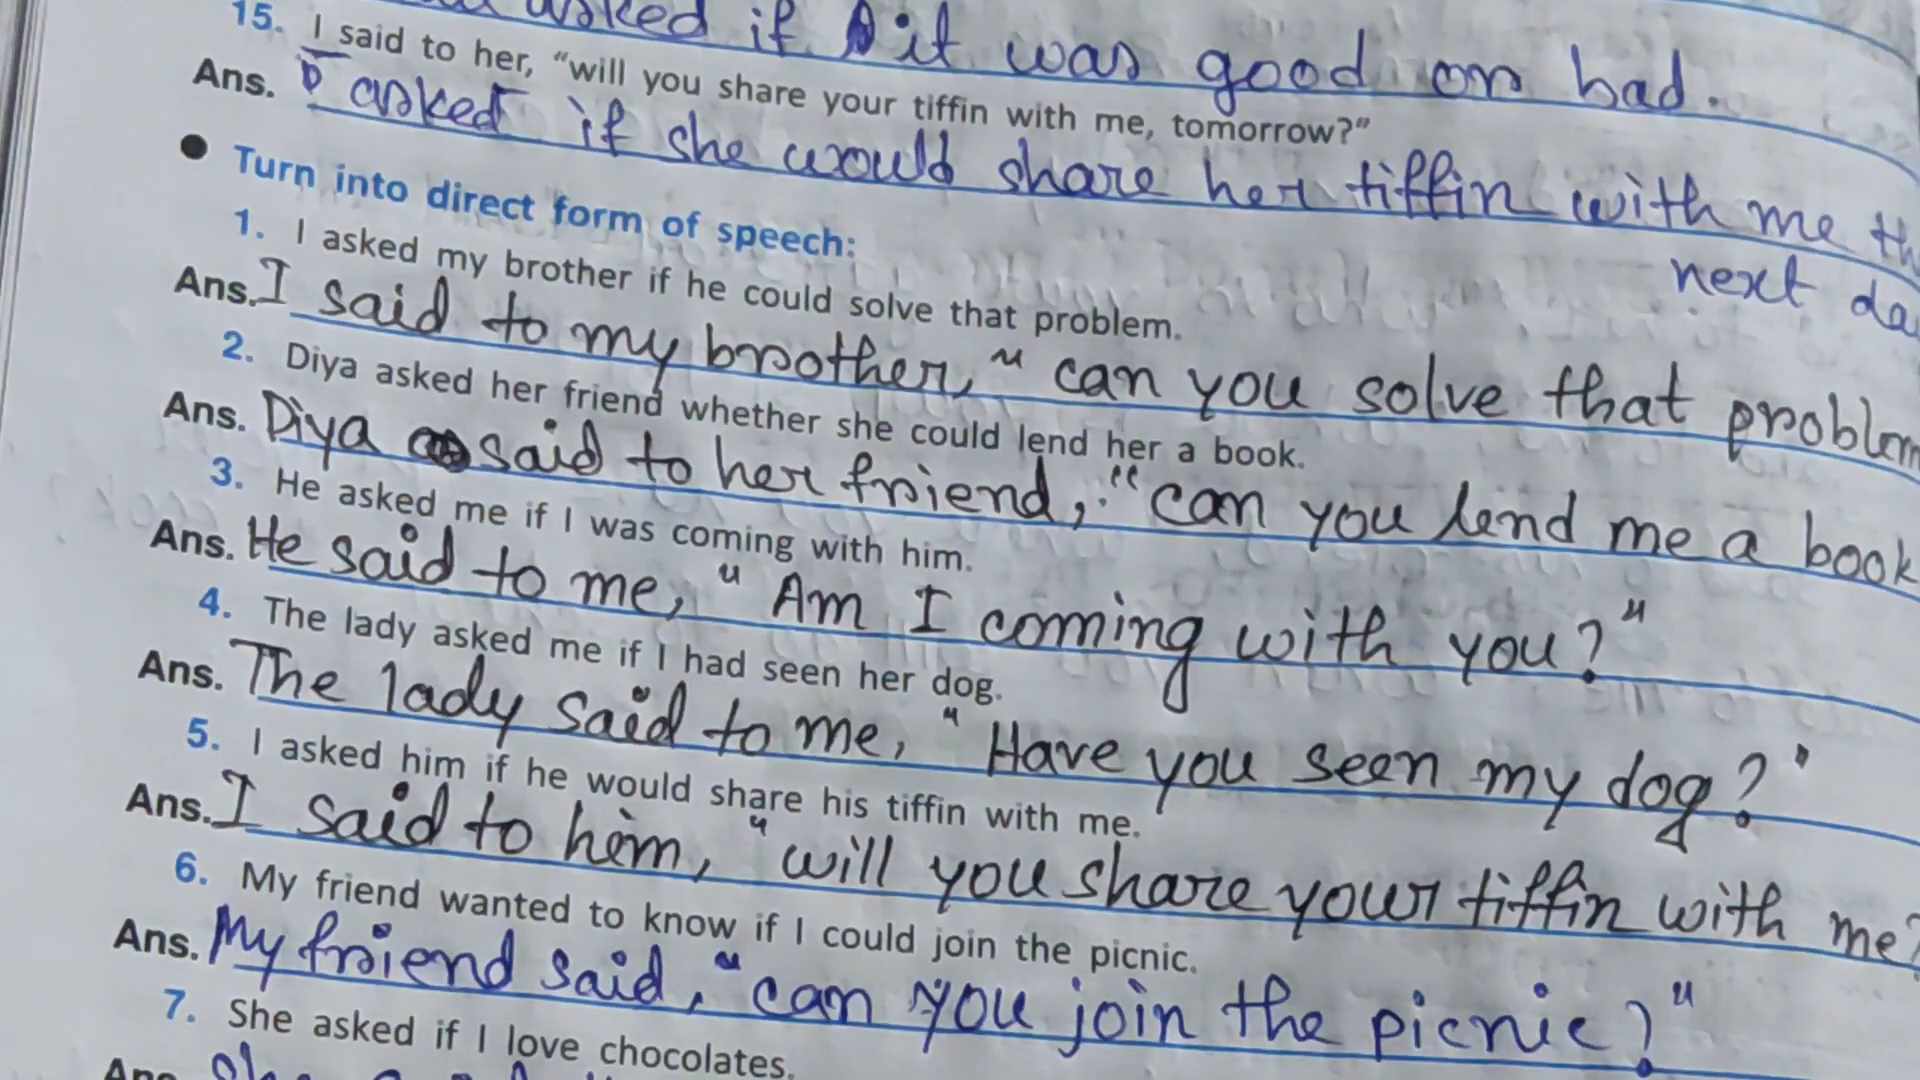 asked if it was good or bad.
15. I said to her, "will you share your tiffin with me, tomorrow?"
Ans. I asked if she would share her tiffin with me
next
• Turn into direct form of speech:
1. I asked my brother if he could solve that problem.
Ans. I said to my brother, "can you solve that
2. Diya asked her friend whether she could lend her a book.
Ans. Diya said to her friend, "can you lend me a book
3. He asked me if I was coming with him.
Ans. He said to me, "Am I coming with you?"
4. The lady asked me if I had seen her dog.
Ans. The lady said to me, "Have you seen my dog?'
5. I asked him if he would share his tiffin with me.
Ans. I said to him, "will you share your tiffin with me?
6. My friend wanted to know if I could join the picnic.
Ans. My friend said, "can you join the picnic?"
7. She asked if I love chocolates.